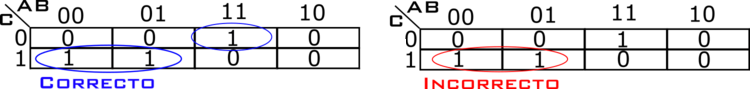 AB
C 00 01 11 10
0 0 0 1 0
1 1 1 0 0
CORRECTO
AB
C 00 01 11 10
0 0 0 1 0
1 1 1 0 0
INCORRECTO